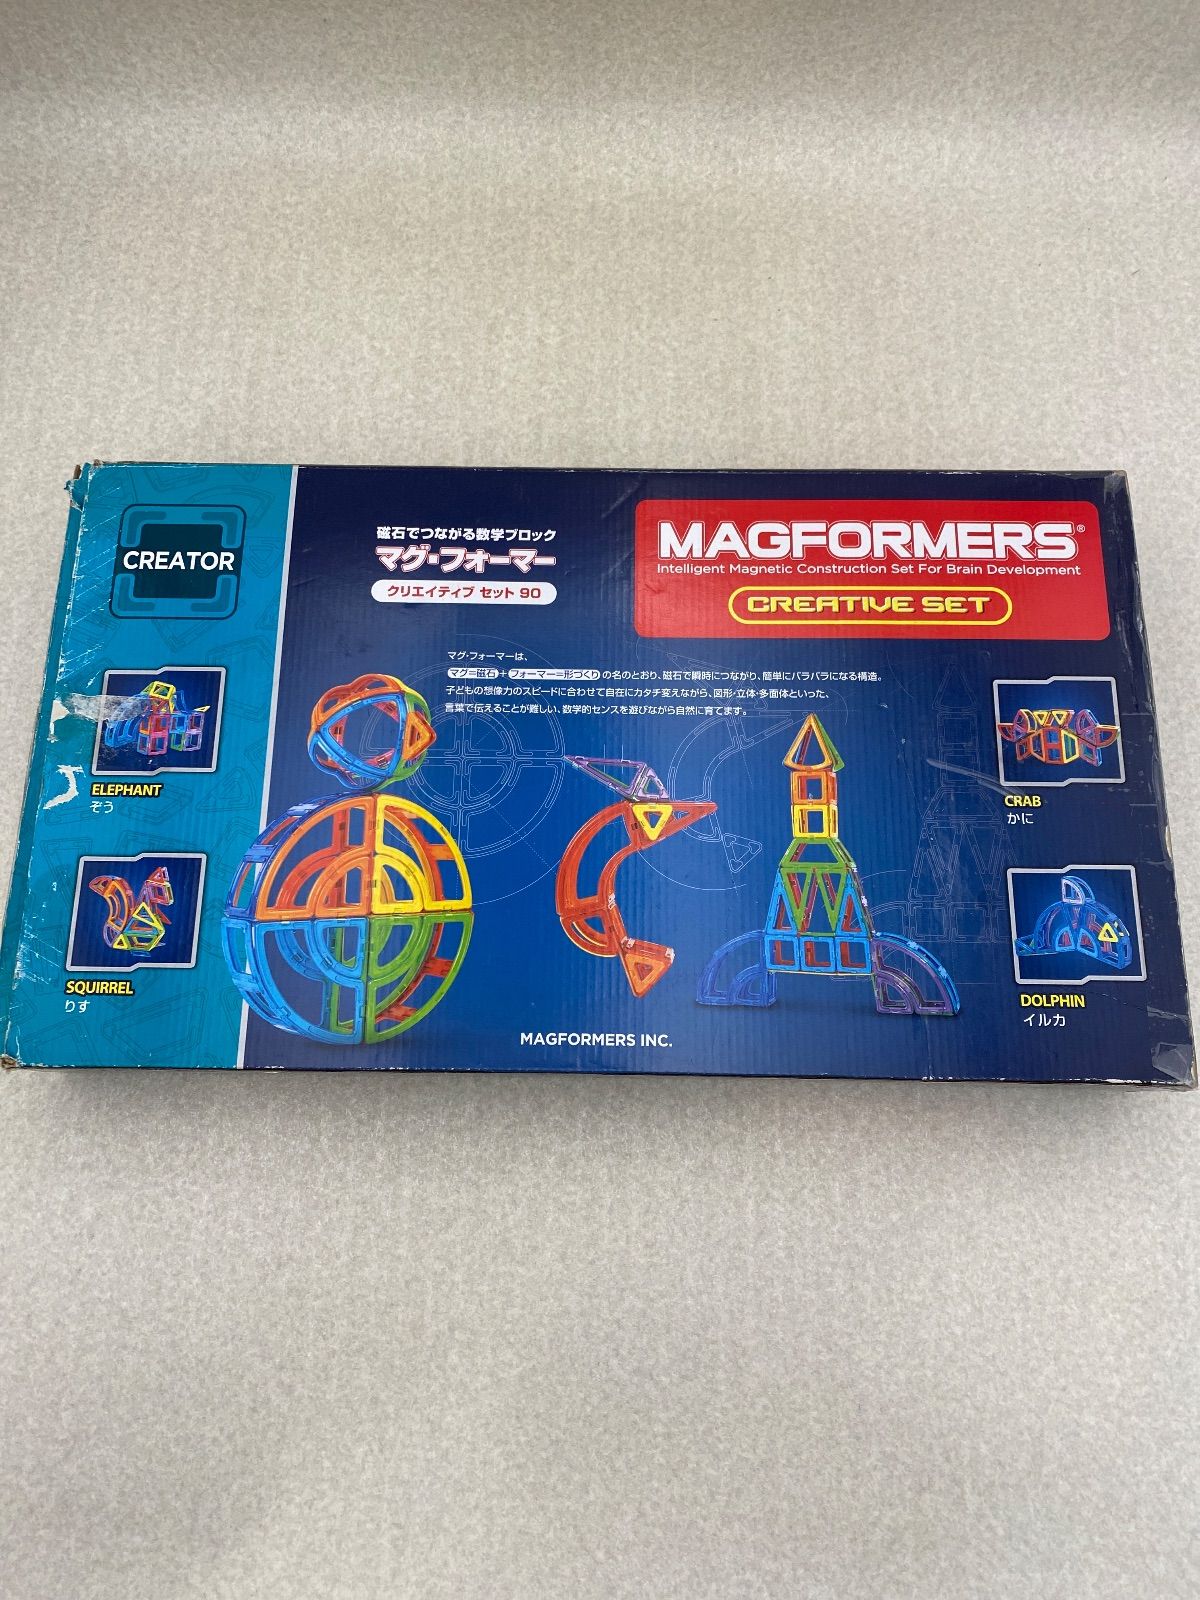 CREATOR
磁石でつながる数学ブロック
マグ・フォーマー
クリエイティブ セット 90
MAGFORMERS®
Intelligent Magnetic Construction Set For Brain Development
CREATIVE SET
マグ・フォーマーは、
マグ=磁石+フォーマー=形づくりの名のとおり、磁石で瞬時につながり、簡単にバラバラになる構造。
子どもの想像力のスピードに合わせて自在にカタチ変えながら、図形・立体・多面体といった、
言葉で伝えることが難しい、数学的センスを遊びながら自然に育てます。
ELEPHANT
ぞう
SQUIRREL
りす
CRAB
かに
DOLPHIN
イルカ
MAGFORMERS INC.